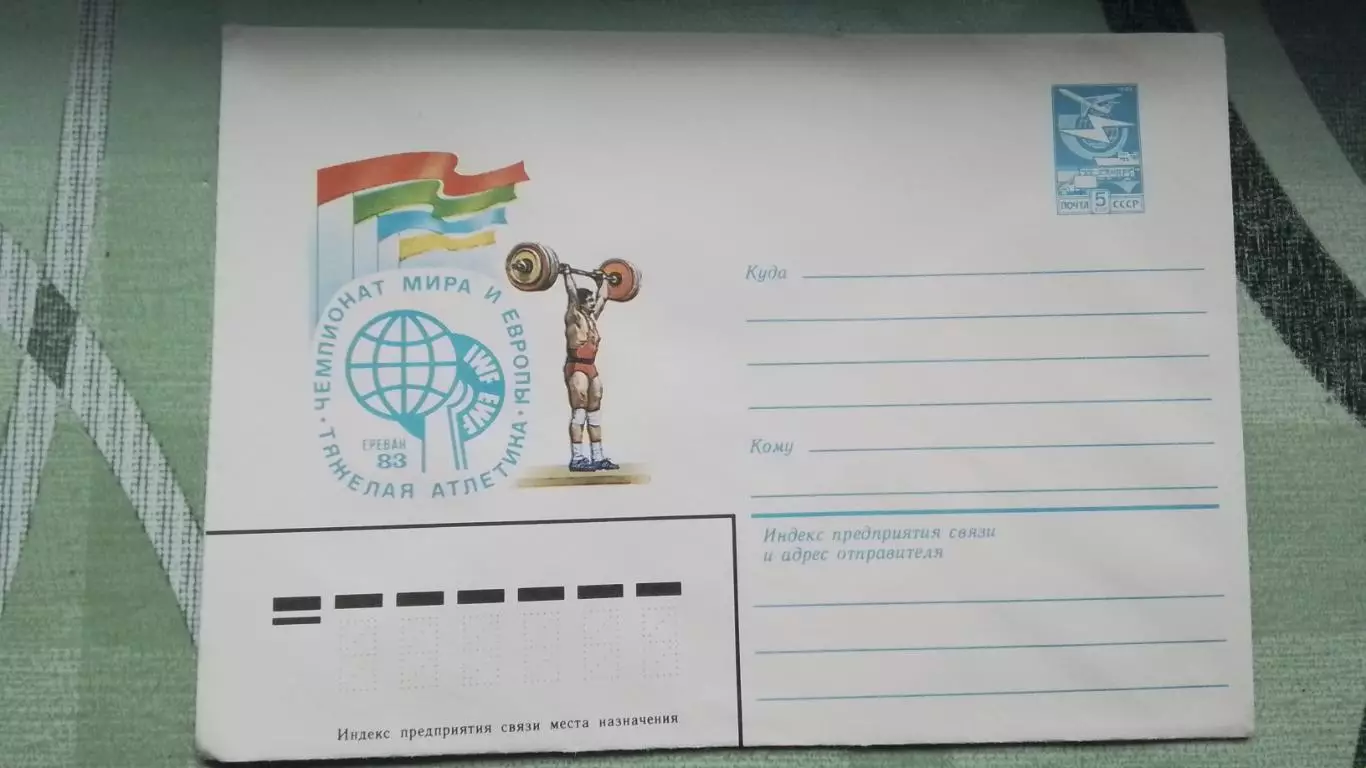 ПОЧТА 5 СССР
ЧЕМПИОНАТ МИРА И ЕВРОПЫ
· ТЯЖЕЛАЯ АТЛЕТИКА ·
IWF EWF
ЕРЕВАН
83
Куда
Кому
Индекс предприятия связи
и адрес отправителя
Индекс предприятия связи места назначения